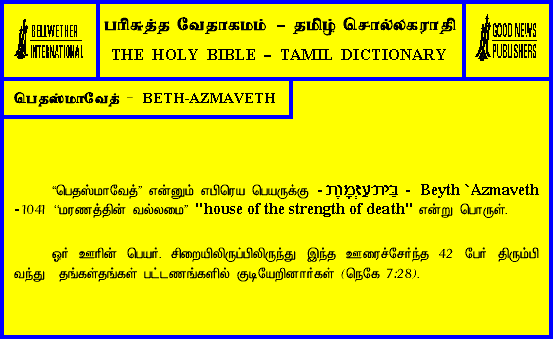 BELLWETHER
INTERNATIONAL
பரிசுத்த வேதாகமம் - தமிழ் சொல்லகராதி
THE HOLY BIBLE - TAMIL DICTIONARY
GOOD NEWS
PUBLISHERS
பெதஸ்மாவேத் - BETH-AZMAVETH
“பெதஸ்மாவேத்” என்னும் எபிரெய பெயருக்கு - בֵּית־עַזְמָוֶת - Beyth `Azmaveth
-1041 “மரணத்தின் வல்லமை” "house of the strength of death" என்று பொருள்.
ஓர் ஊரின் பெயர். சிறையிலிருப்பிலிருந்து இந்த ஊரைச்சேர்ந்த 42 பேர் திரும்பி
வந்து தங்கள்தங்கள் பட்டணங்களில் குடியேறினார்கள் (நெகே 7:28).